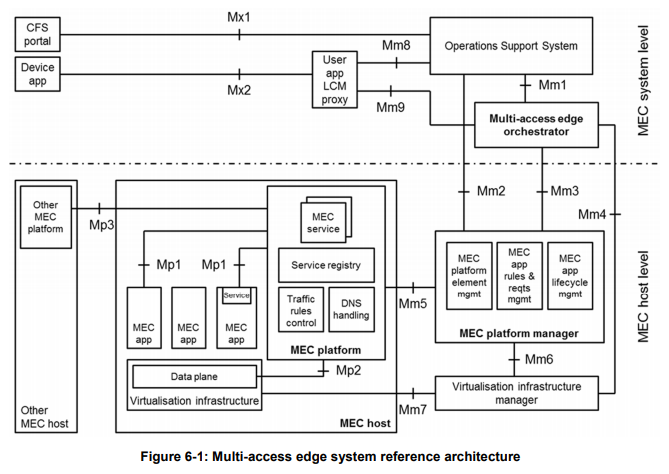 CFS
portal
Mx1
Operations Support System
Device
app
Mx2
User
app
LCM
proxy
Mm8
Mm9
Mm1
Multi-access edge
orchestrator
MEC system level
Mm2
Mm3
Mm4
MEC host level
Other
MEC
platform
Mp3
MEC
service
Service registry
Traffic
rules
control
DNS
handling
MEC platform
Mp1
Mp1
MEC
app
MEC
app
Service
MEC
app
Mp2
Data plane
Virtualisation infrastructure
MEC host
Other
MEC host
Mm5
MEC
platform
element
mgmt
MEC
app
rules &
reqts
mgmt
MEC
app
lifecycle
mgmt
MEC platform manager
Mm6
Mm7
Virtualisation infrastructure
manager
Figure 6-1: Multi-access edge system reference architecture